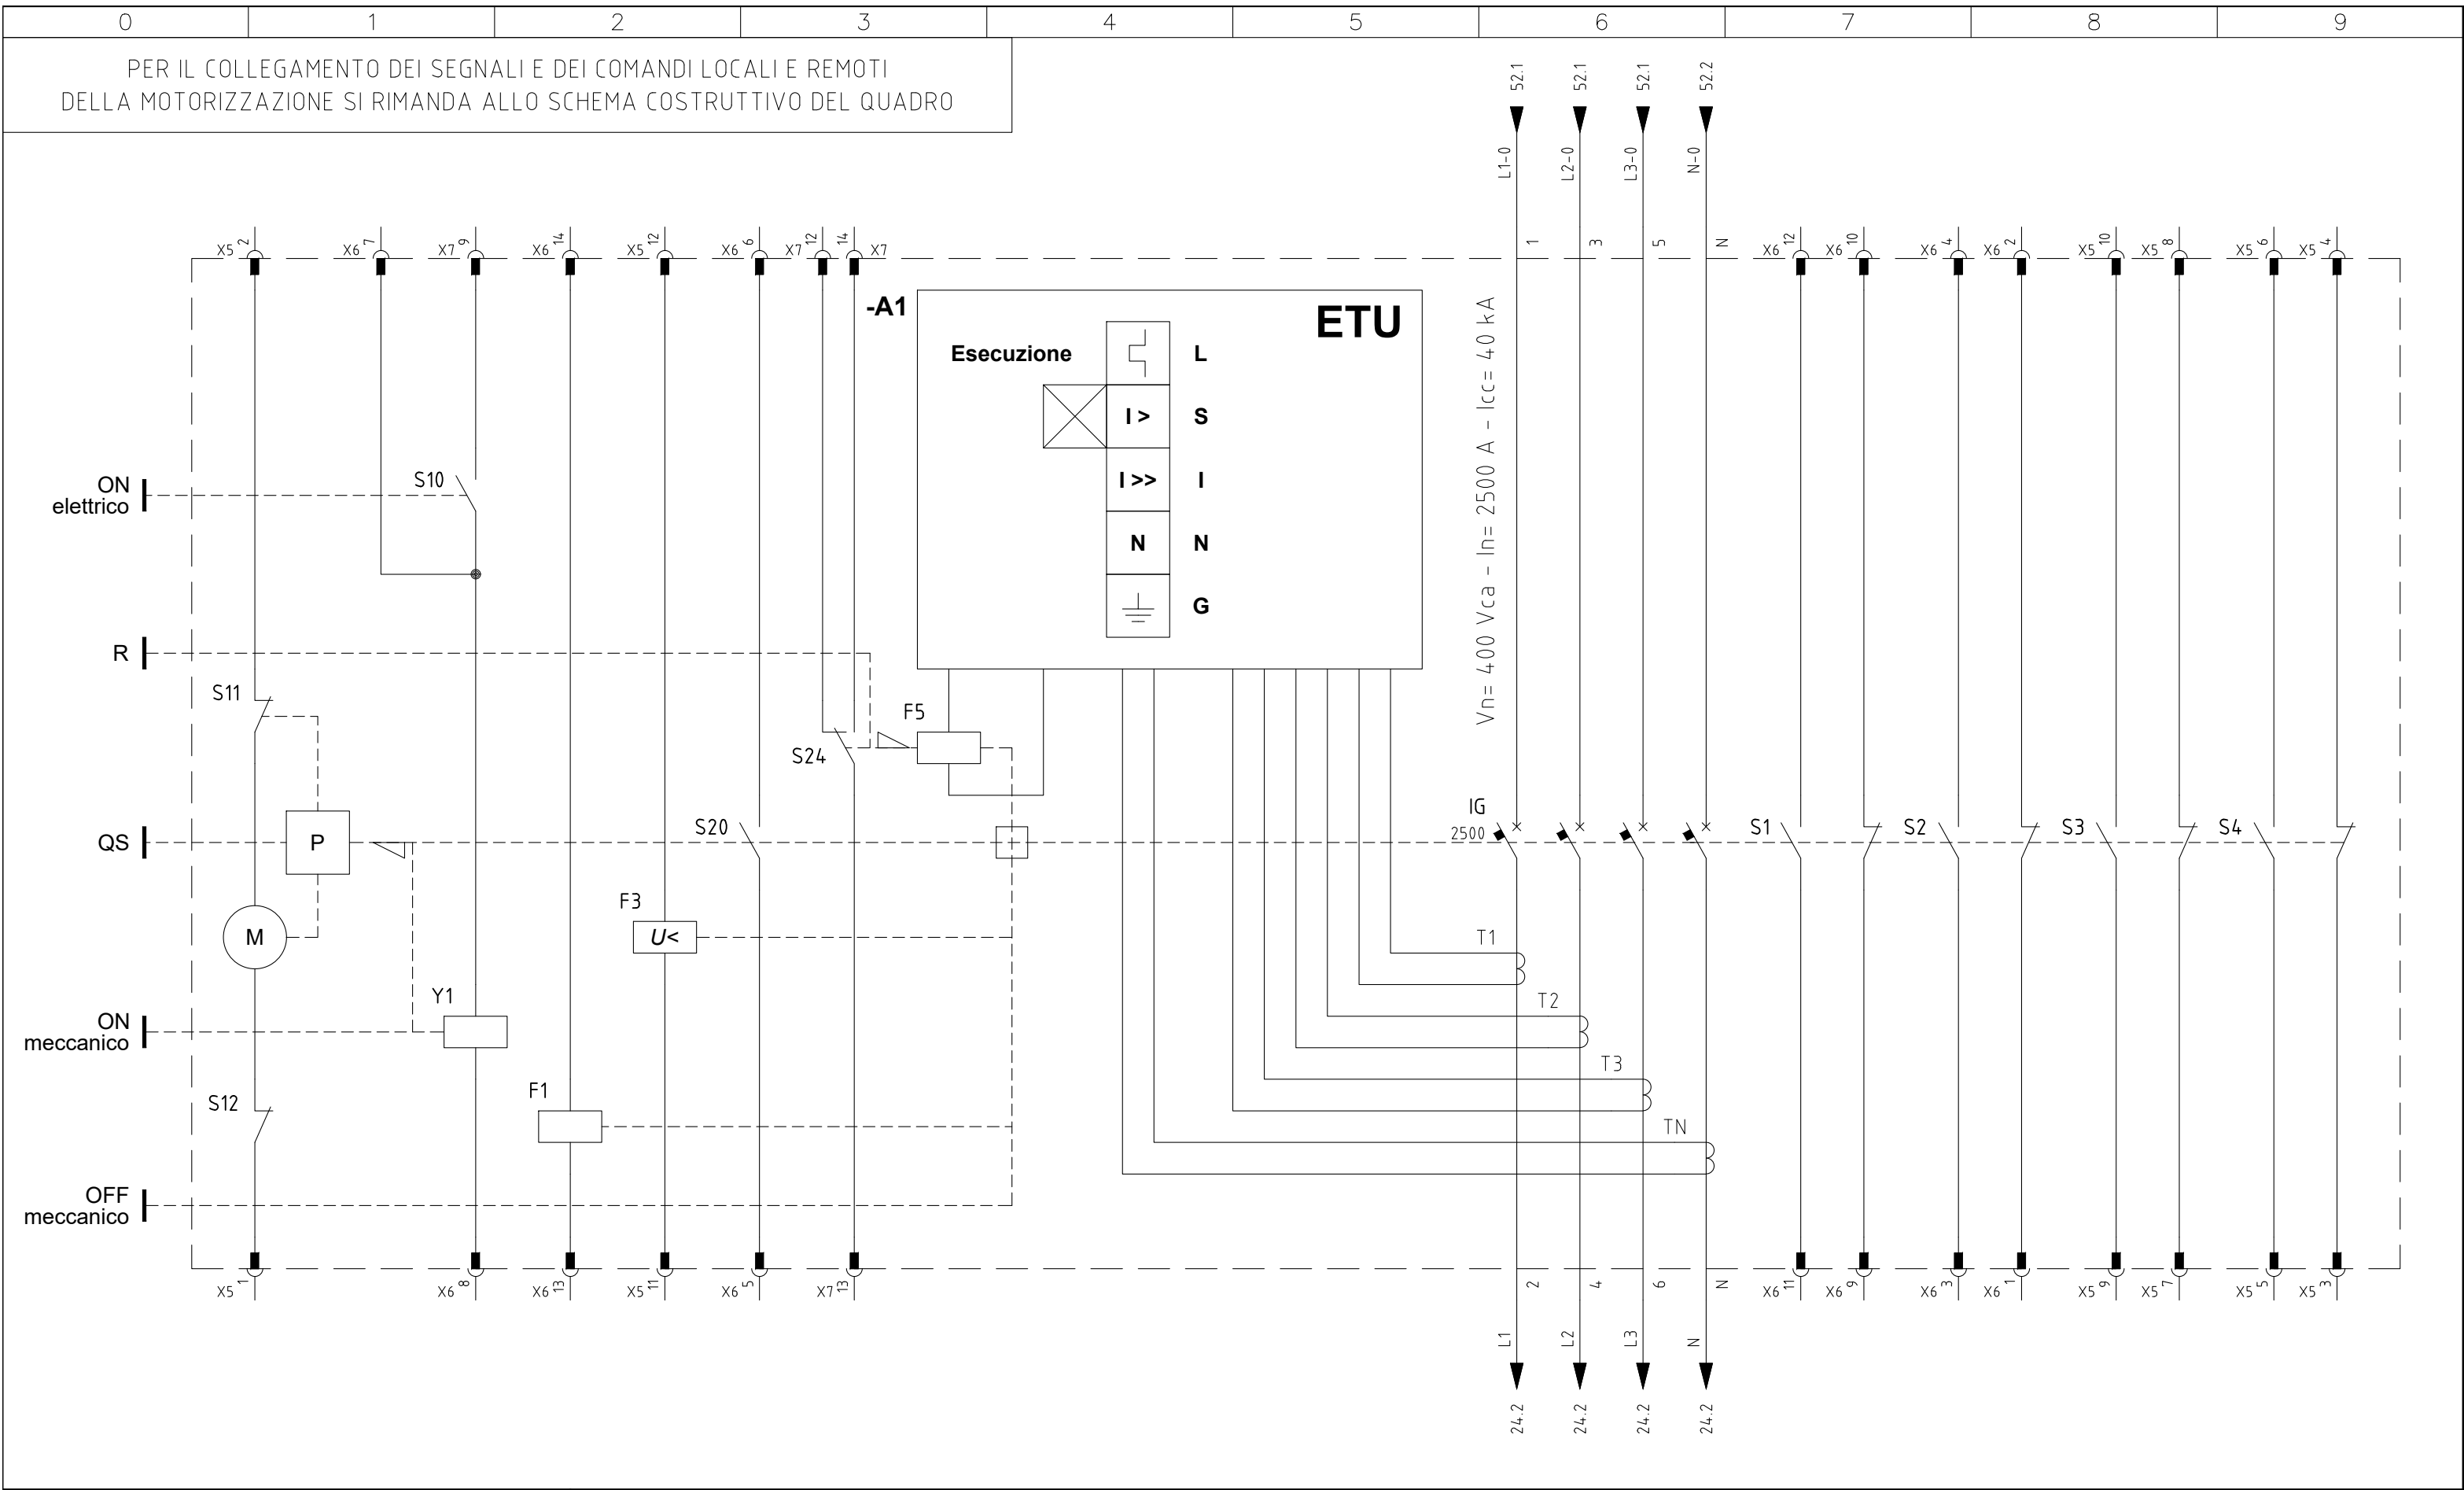 0 1 2 3 4 5 6 7 8 9
PER IL COLLEGAMENTO DEI SEGNALI E DEI COMANDI LOCALI E REMOTI
DELLA MOTORIZZAZIONE SI RIMANDA ALLO SCHEMA COSTRUTTIVO DEL QUADRO
52.1 52.1 52.1 52.2
L1-0 L2-0 L3-0 N-0
1 3 5 N
X5 2 X6 7 X7 9 X6 14 X5 12 X6 6 X7 12 14 X7
X6 12 X6 10 X6 4 X6 2 X5 10 X5 8 X5 6 X5 4
-A1
ETU
Esecuzione
L
I > S
I >> I
N N
G
Vn= 400 Vca - In= 2500 A - Icc= 40 kA
ON
elettrico
S10
R
S11
F5
S24
QS
P
S20
IG
2500
S1 S2 S3 S4
F3
U<
M
T1
Y1
T2
ON
meccanico
T3
F1
S12
TN
OFF
meccanico
X5 1 X6 8 X6 13 X5 11 X6 5 X7 13
2 4 6 N
X6 11 X6 9 X6 3 X6 1 X5 9 X5 7 X5 5 X5 3
L1 L2 L3 N
24.2 24.2 24.2 24.2